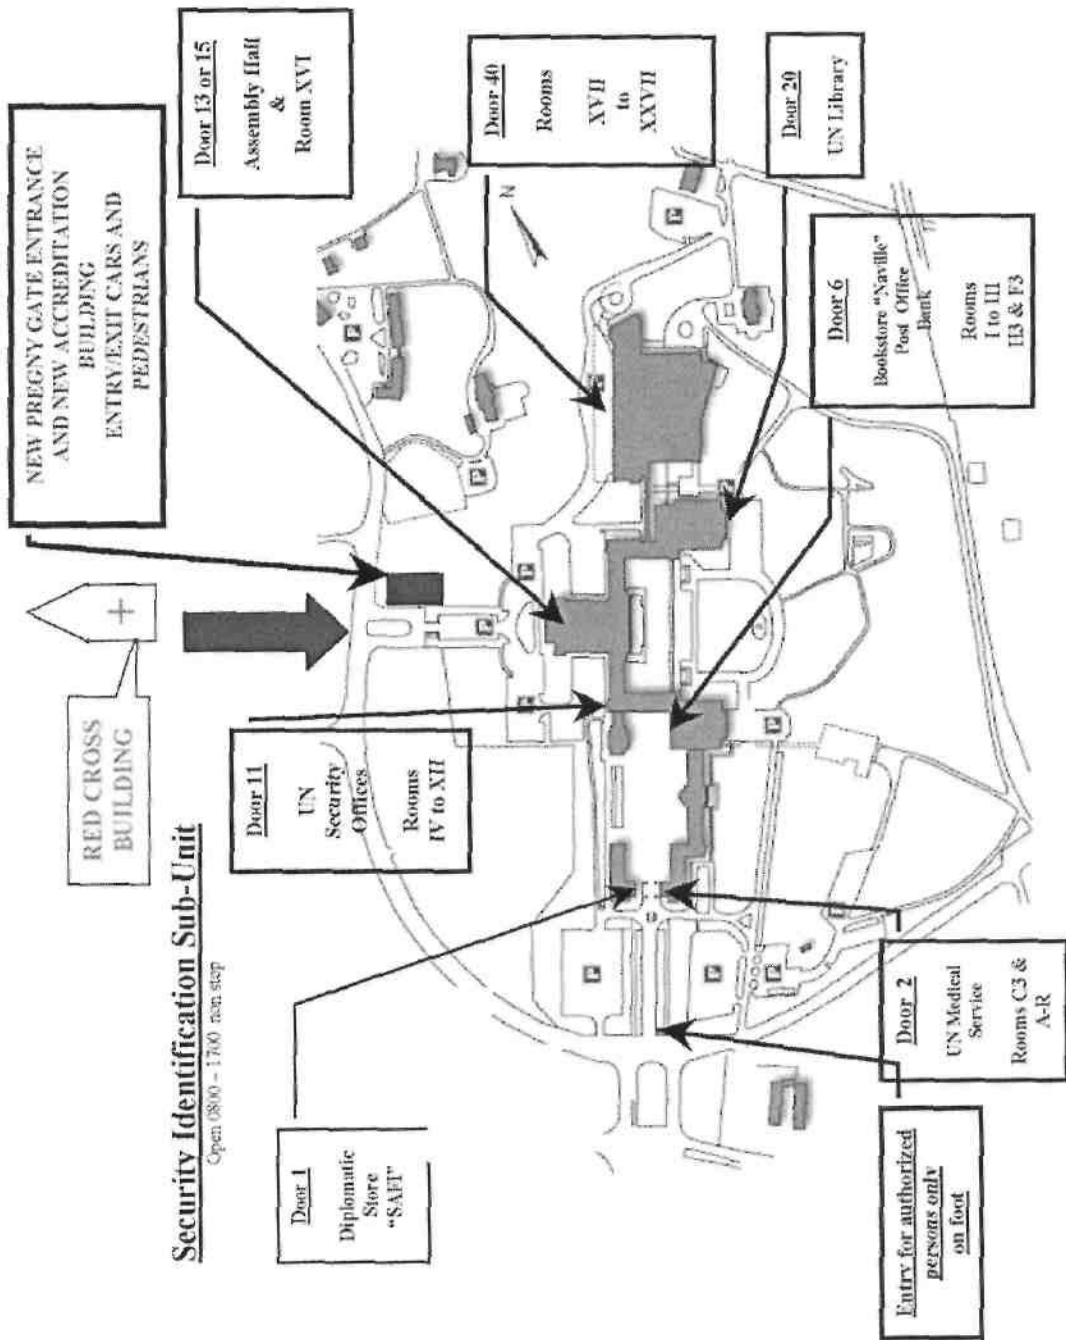 RED CROSS
BUILDING
NEW PREGNY GATE ENTRANCE
AND NEW ACCREDITATION
BUILDING
ENTRY/EXIT CARS AND
PEDESTRIANS
Security Identification Sub-Unit
Open 0800 – 1700 non stop
Door 13 or 15
Assembly Hall
&
Room XVI
Door 11
UN
Security
Offices
Rooms
IV to XII
Door 40
Rooms
XVII
to
XXVII
N
Door 1
Diplomatic
Store
"SAFI"
Door 20
UN Library
Door 6
Bookstore "Naville"
Post Office
Bank
Rooms
I to III
H3 & F3
Door 2
UN Medical
Service
Rooms C3 &
A-R
Entry for authorized
persons only
on foot
P
P
P
P
P
P
P
P
P
P
P